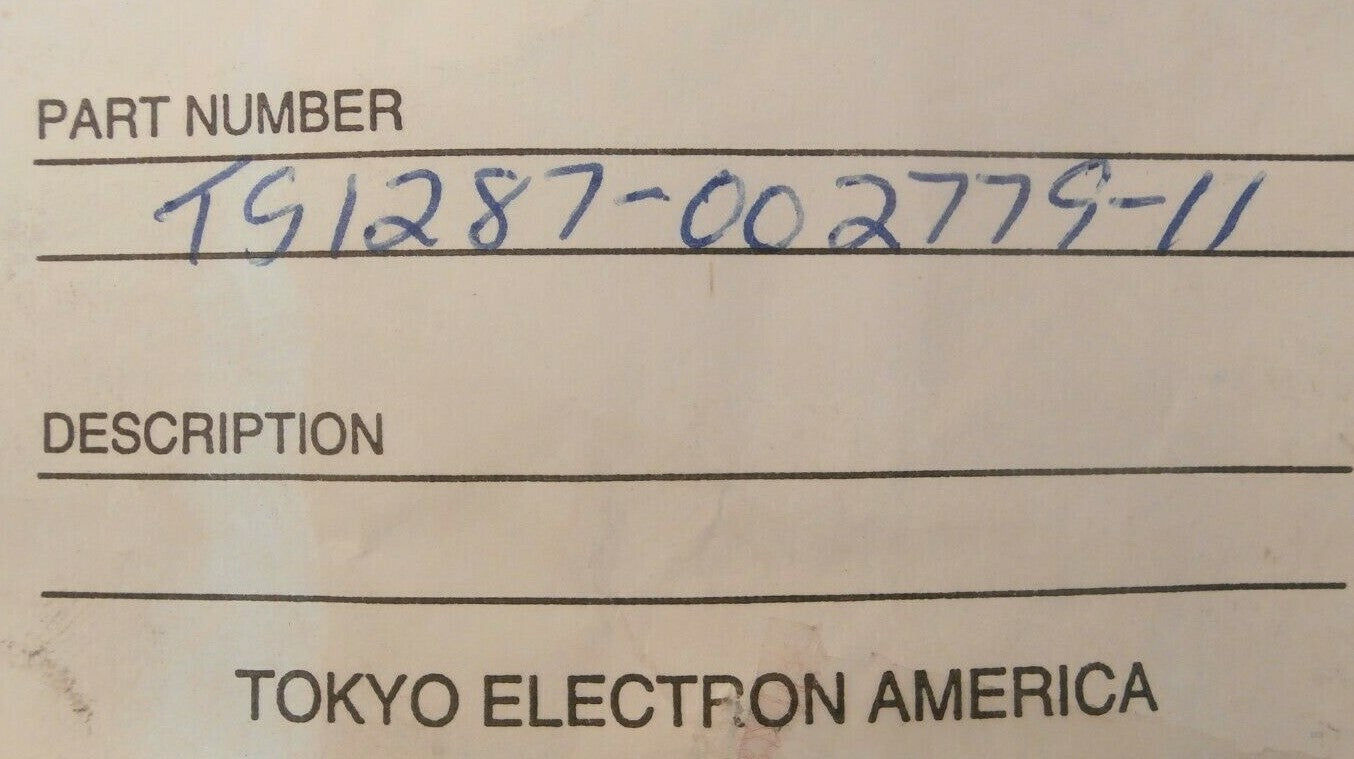 PART NUMBER
TS1287-002779-11
DESCRIPTION
TOKYO ELECTRON AMERICA